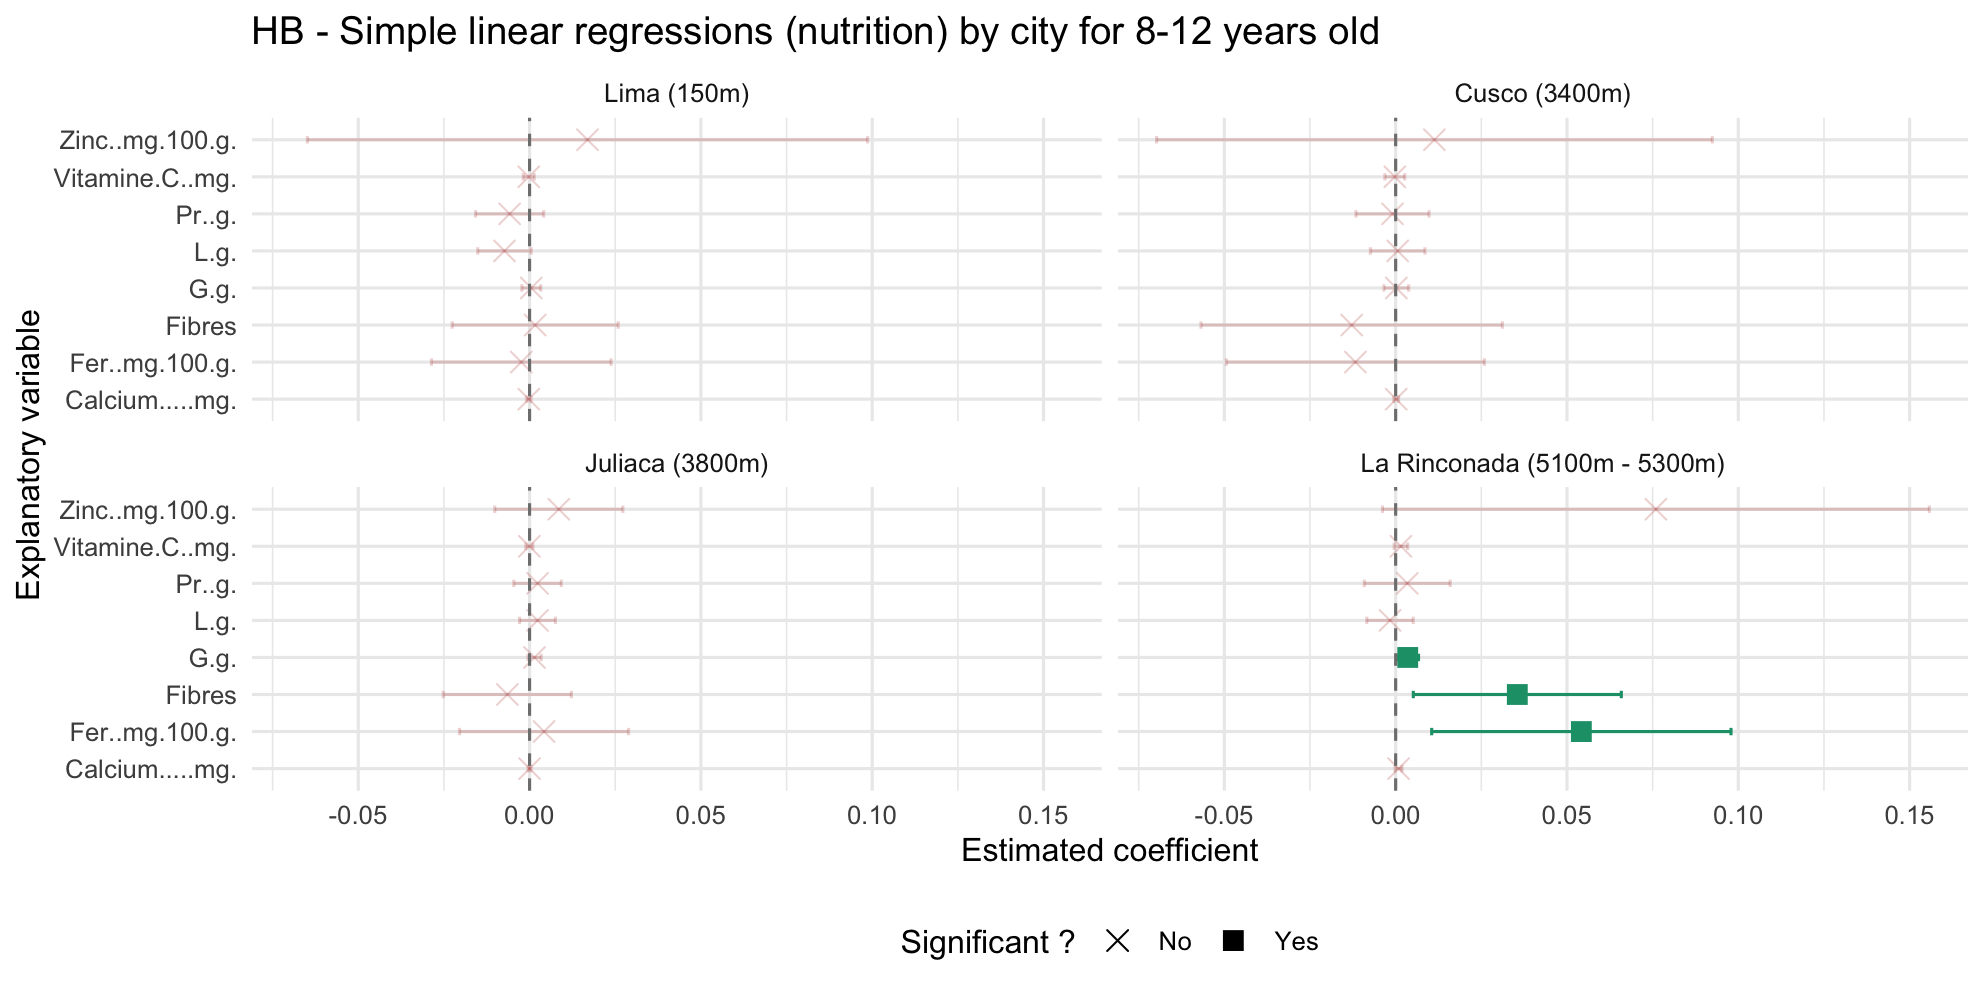 HB - Simple linear regressions (nutrition) by city for 8-12 years old
Lima (150m)
Cusco (3400m)
Zinc..mg.100.g.
Vitamine.C..mg.
Pr..g.
L.g.
G.g.
Fibres
Fer..mg.100.g.
Calcium.....mg.
Juliaca (3800m)
La Rinconada (5100m - 5300m)
Zinc..mg.100.g.
Vitamine.C..mg.
Pr..g.
L.g.
G.g.
Fibres
Fer..mg.100.g.
Calcium.....mg.
Explanatory variable
-0.05 0.00 0.05 0.10 0.15
-0.05 0.00 0.05 0.10 0.15
Estimated coefficient
Significant ? No Yes